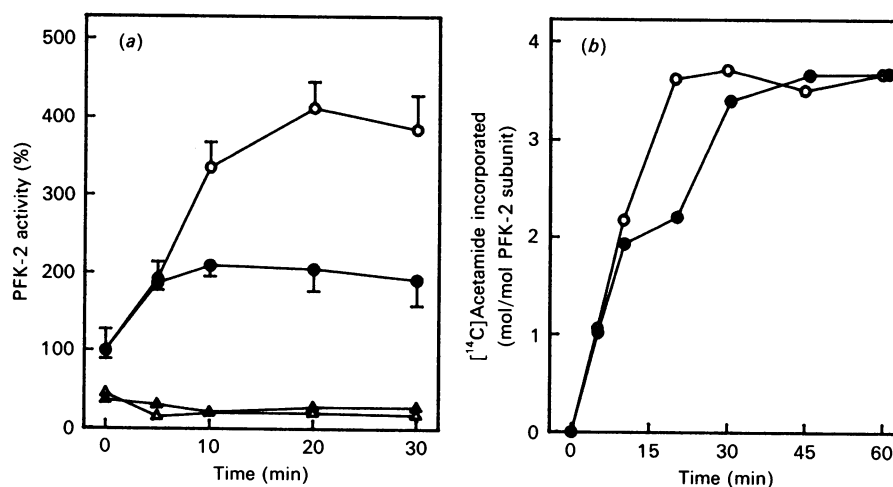 (a)
PFK-2 activity (%)
500
400
300
200
100
0
0 10 20 30
Time (min)
(b)
[¹⁴C]Acetamide incorporated
(mol/mol PFK-2 subunit)
4
3
2
1
0
0 15 30 45 60
Time (min)